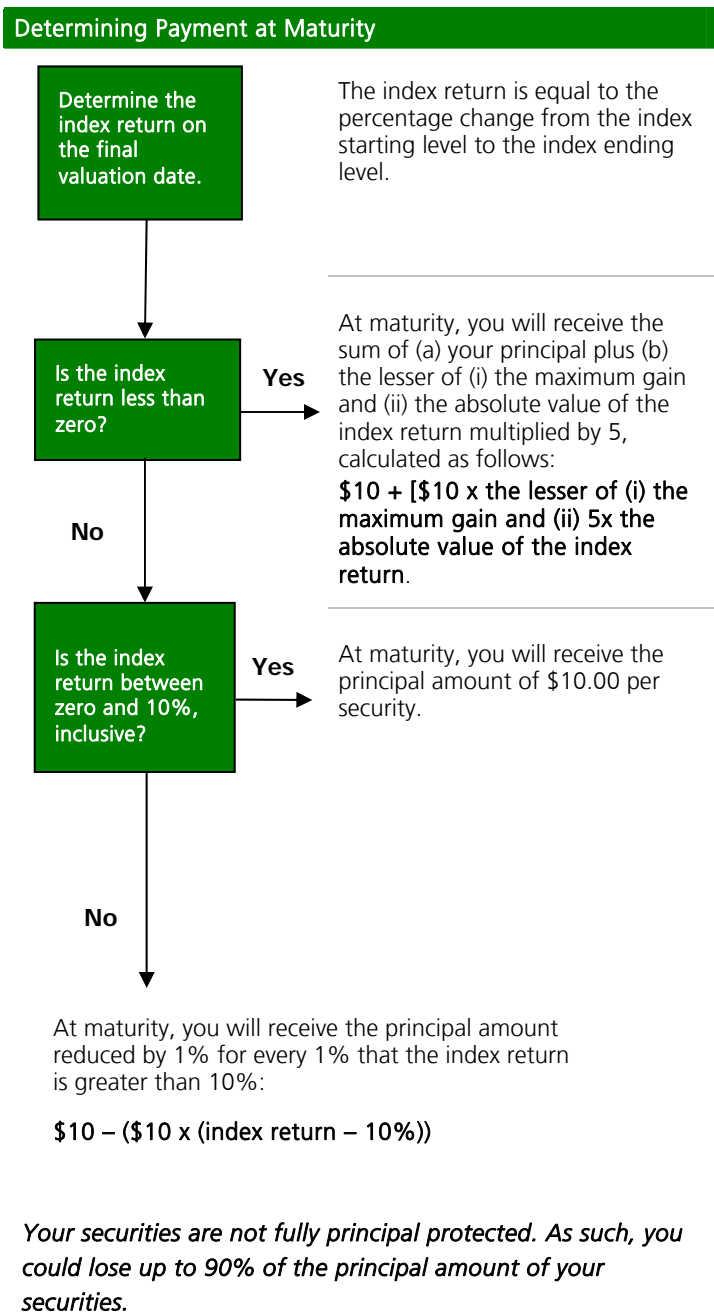 Determining Payment at Maturity
Determine the
index return on
the final
valuation date.
The index return is equal to the
percentage change from the index
starting level to the index ending
level.
Is the index
return less than
zero?
Yes
At maturity, you will receive the
sum of (a) your principal plus (b)
the lesser of (i) the maximum gain
and (ii) the absolute value of the
index return multiplied by 5,
calculated as follows:
$10 + [$10 x the lesser of (i) the
maximum gain and (ii) 5x the
absolute value of the index
return.
No
Is the index
return between
zero and 10%,
inclusive?
Yes
At maturity, you will receive the
principal amount of $10.00 per
security.
No
At maturity, you will receive the principal amount
reduced by 1% for every 1% that the index return
is greater than 10%:
$10 – ($10 x (index return – 10%))
Your securities are not fully principal protected. As such, you
could lose up to 90% of the principal amount of your
securities.